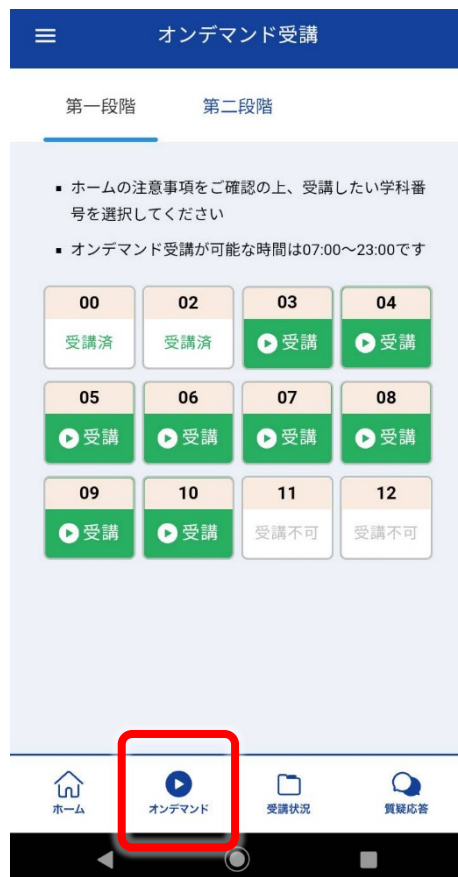 オンデマンド受講
第一段階 第二段階
▪ ホームの注意事項をご確認の上、受講したい学科番
号を選択してください
▪ オンデマンド受講が可能な時間は07:00〜23:00です
00 02 03 04
受講済 受講済 受講 受講
05 06 07 08
受講 受講 受講 受講
09 10 11 12
受講 受講 受講不可 受講不可
ホーム オンデマンド 受講状況 質疑応答